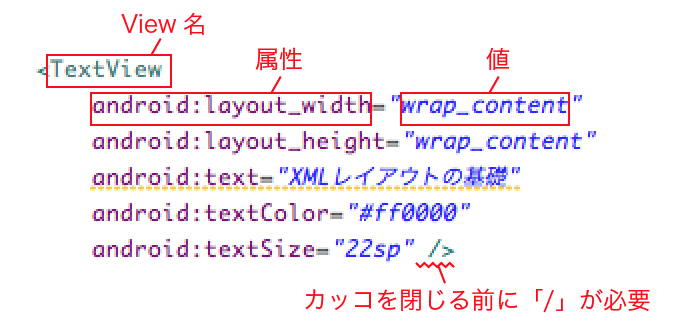 View 名
<TextView
属性
値
android:layout_width="wrap_content"
android:layout_height="wrap_content"
android:text="XMLレイアウトの基礎"
android:textColor="#ff0000"
android:textSize="22sp" />
カッコを閉じる前に「/」が必要